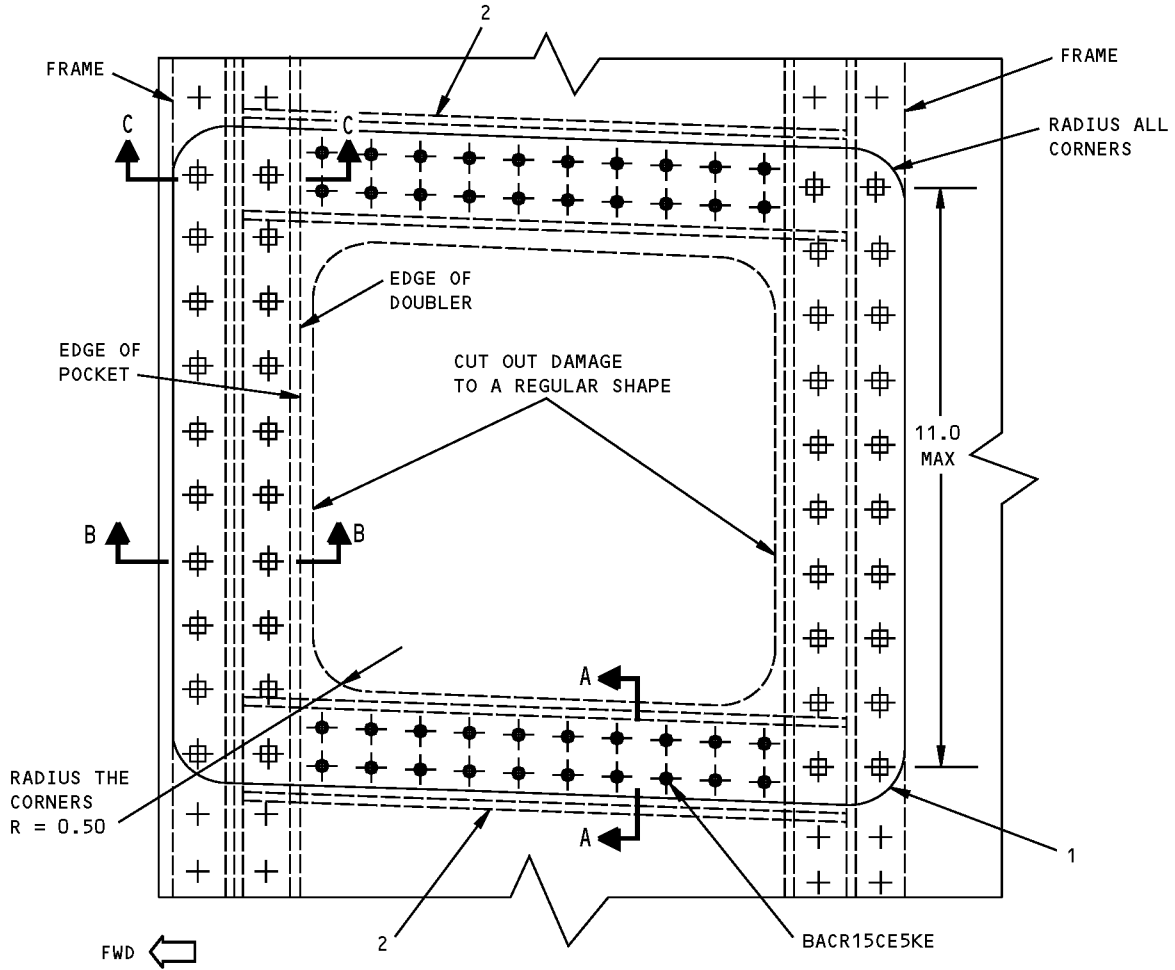 2
FRAME
FRAME
C
C
RADIUS ALL
CORNERS
EDGE OF
DOUBLER
EDGE OF
POCKET
CUT OUT DAMAGE
TO A REGULAR SHAPE
11.0
MAX
B
B
A
RADIUS THE
CORNERS
R = 0.50
A
1
2
BACR15CE5KE
FWD